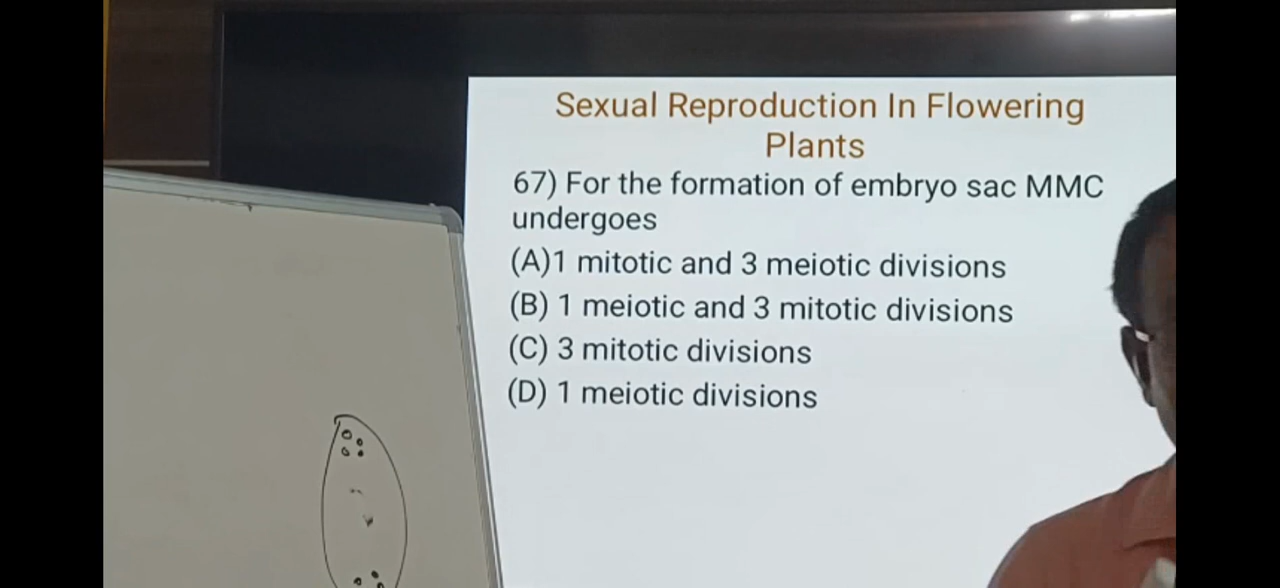 Sexual Reproduction In Flowering
Plants
67) For the formation of embryo sac MMC
undergoes
(A)1 mitotic and 3 meiotic divisions
(B) 1 meiotic and 3 mitotic divisions
(C) 3 mitotic divisions
(D) 1 meiotic divisions